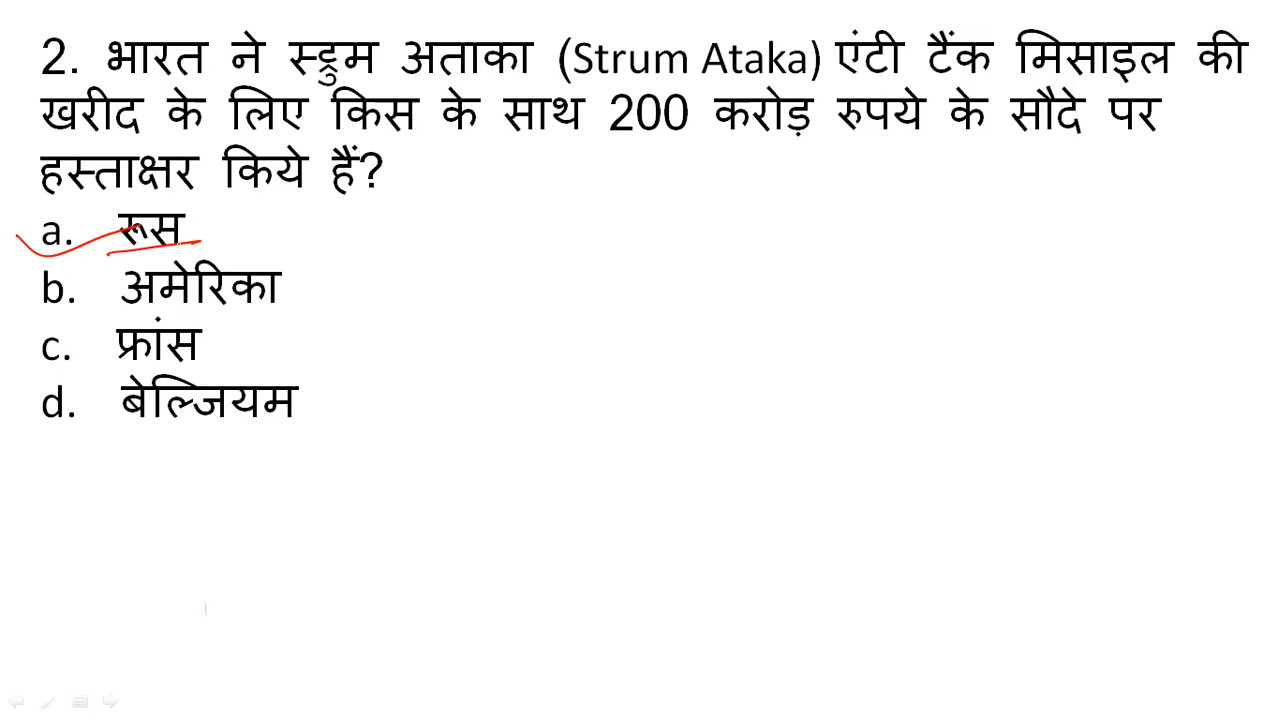 2. भारत ने स्ट्रुम अताका (Strum Ataka) एंटी टैंक मिसाइल की
खरीद के लिए किस के साथ 200 करोड़ रुपये के सौदे पर
हस्ताक्षर किये हैं?
a. रूस
b. अमेरिका
c. फ्रांस
d. बेल्जियम